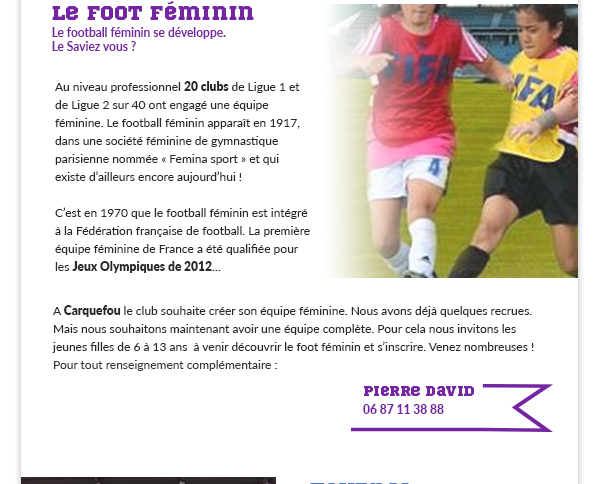 Le Foot Féminin
Le football féminin se développe.
Le Saviez vous ?
Au niveau professionnel 20 clubs de Ligue 1 et
de Ligue 2 sur 40 ont engagé une équipe
féminine. Le football féminin apparaît en 1917,
dans une société féminine de gymnastique
parisienne nommée « Femina sport » et qui
existe d’ailleurs encore aujourd’hui !
C’est en 1970 que le football féminin est intégré
à la Fédération française de football. La première
équipe féminine de France a été qualifiée pour
les Jeux Olympiques de 2012...
FIFA
4
FIFA
A Carquefou le club souhaite créer son équipe féminine. Nous avons déjà quelques recrues.
Mais nous souhaitons maintenant avoir une équipe complète. Pour cela nous invitons les
jeunes filles de 6 à 13 ans à venir découvrir le foot féminin et s’inscrire. Venez nombreuses !
Pour tout renseignement complémentaire :
Pierre David
06 87 11 38 88